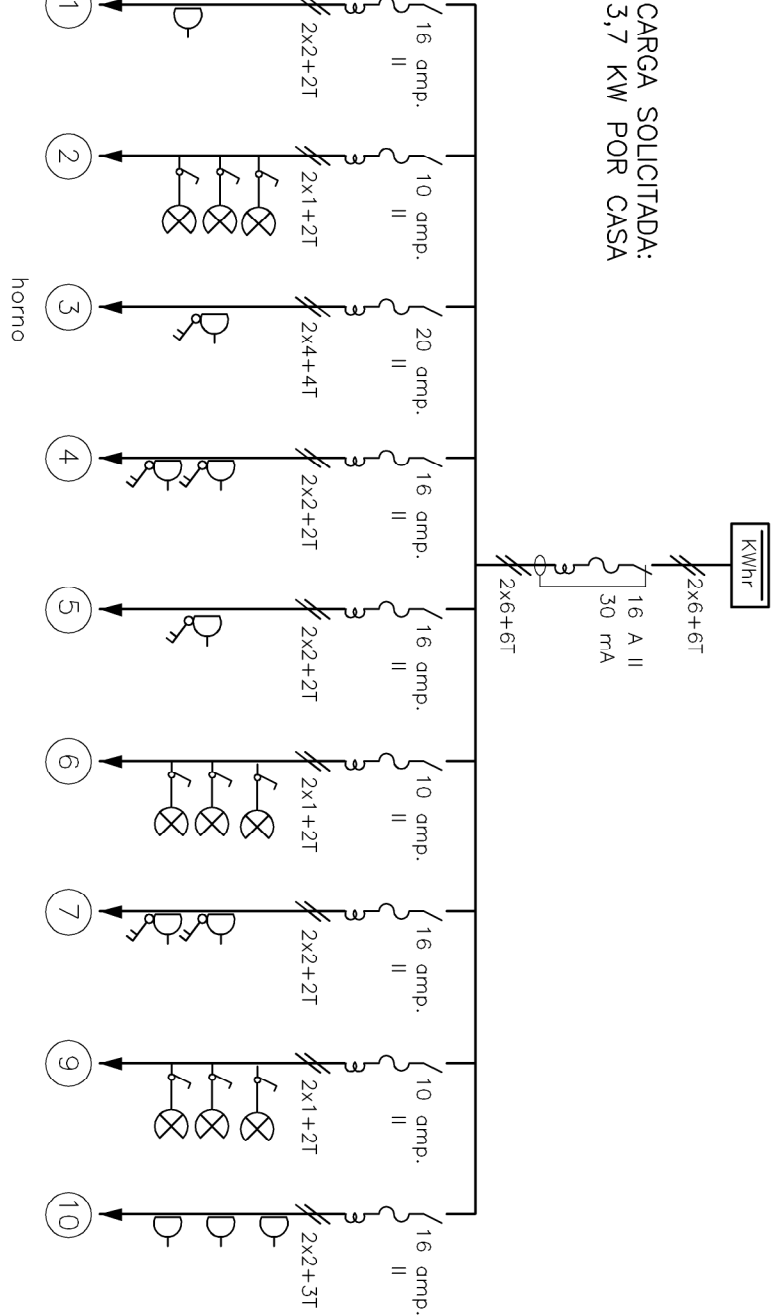 CARGA SOLICITADA:
3,7 KW POR CASA
KWhr
2x6+6T
16 A II
30 mA
2x6+6T
16 amp.
II
2x2+2T
1
10 amp.
II
2x1+2T
2
20 amp.
II
2x4+4T
3
horno
16 amp.
II
2x2+2T
4
16 amp.
II
2x2+2T
5
10 amp.
II
2x1+2T
6
16 amp.
II
2x2+2T
7
10 amp.
II
2x1+2T
9
16 amp.
II
2x2+3T
10